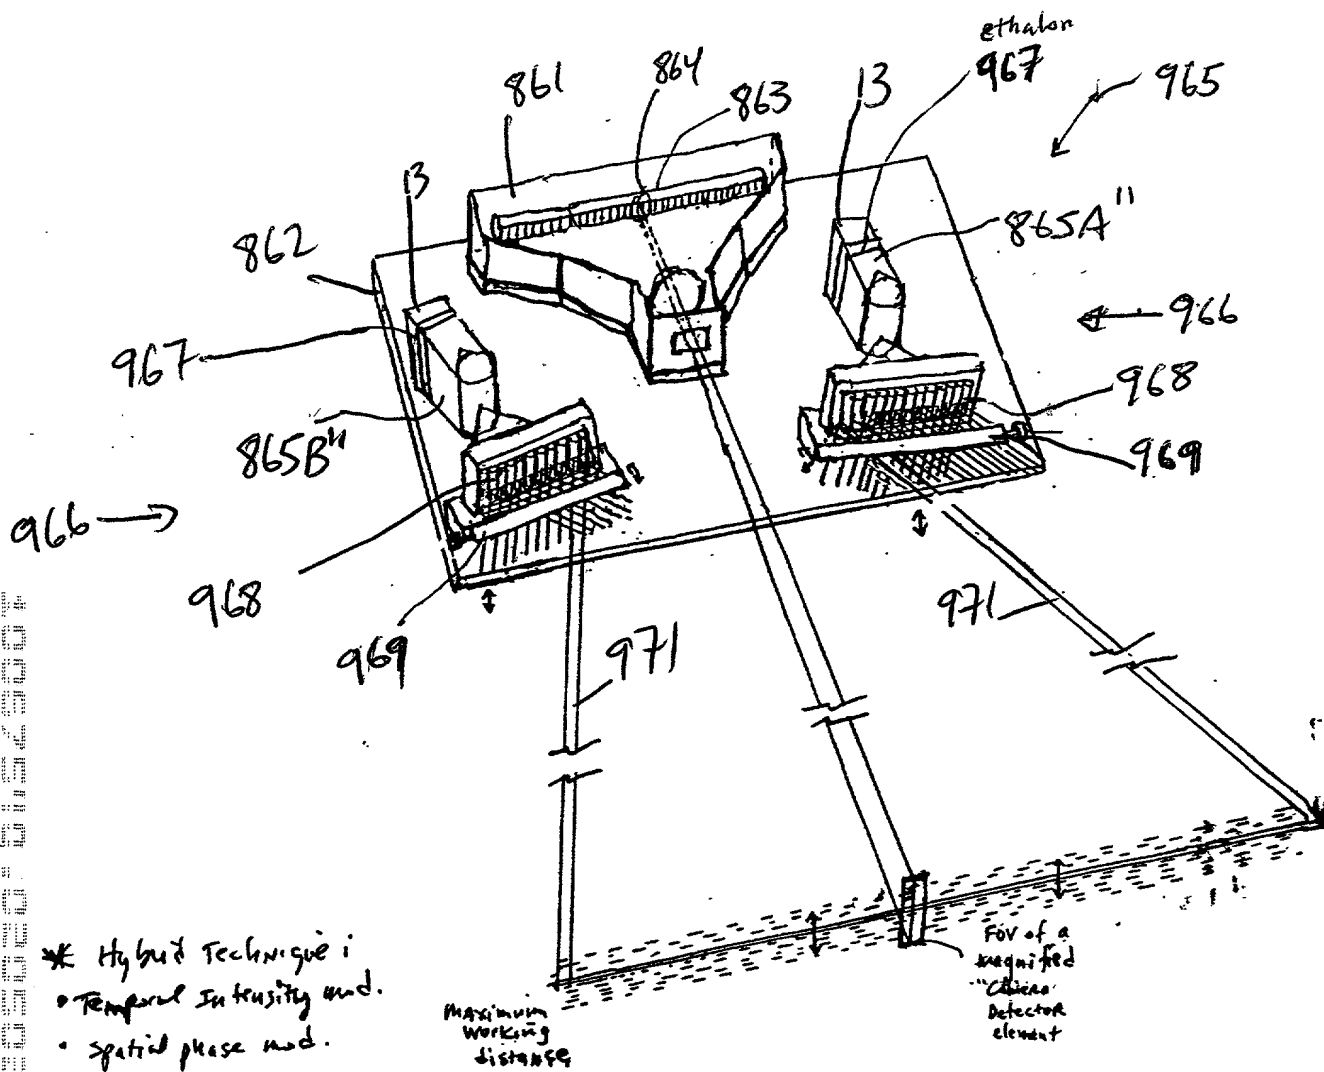 ethalon
861
864
863
13
967
965
13
862
865A"
966
967
968
865B"
969
966
968
969
971
971
* Hybrid Technique:
• Temporal Intensity mod.
• Spatial phase mod.
Maximum
Working
distance
FOV of a
magnified
Detector
element